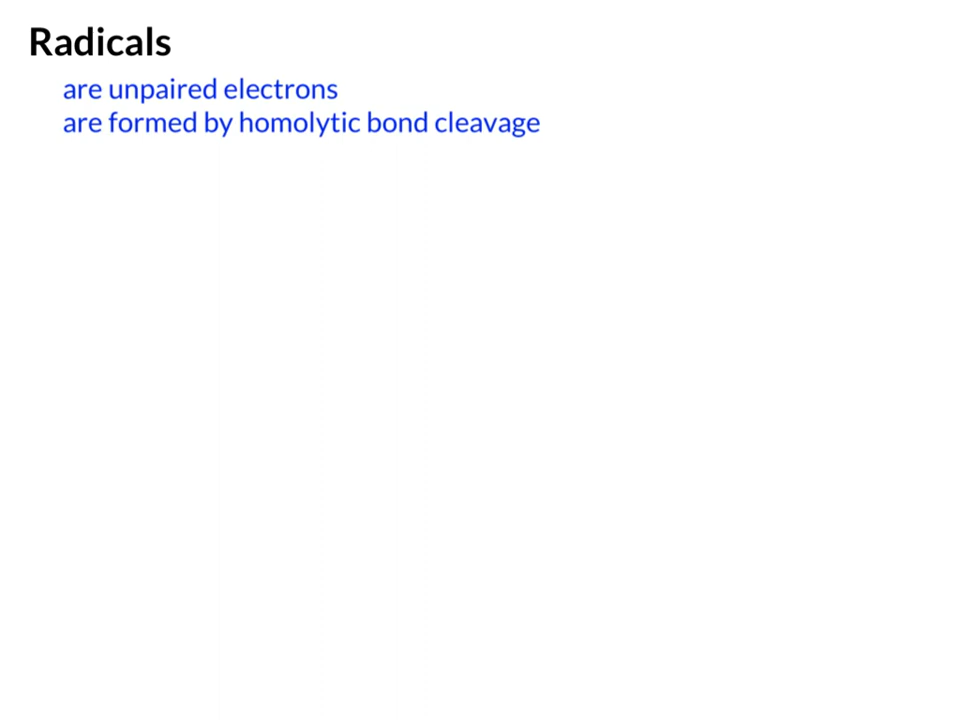 Radicals
are unpaired electrons
are formed by homolytic bond cleavage